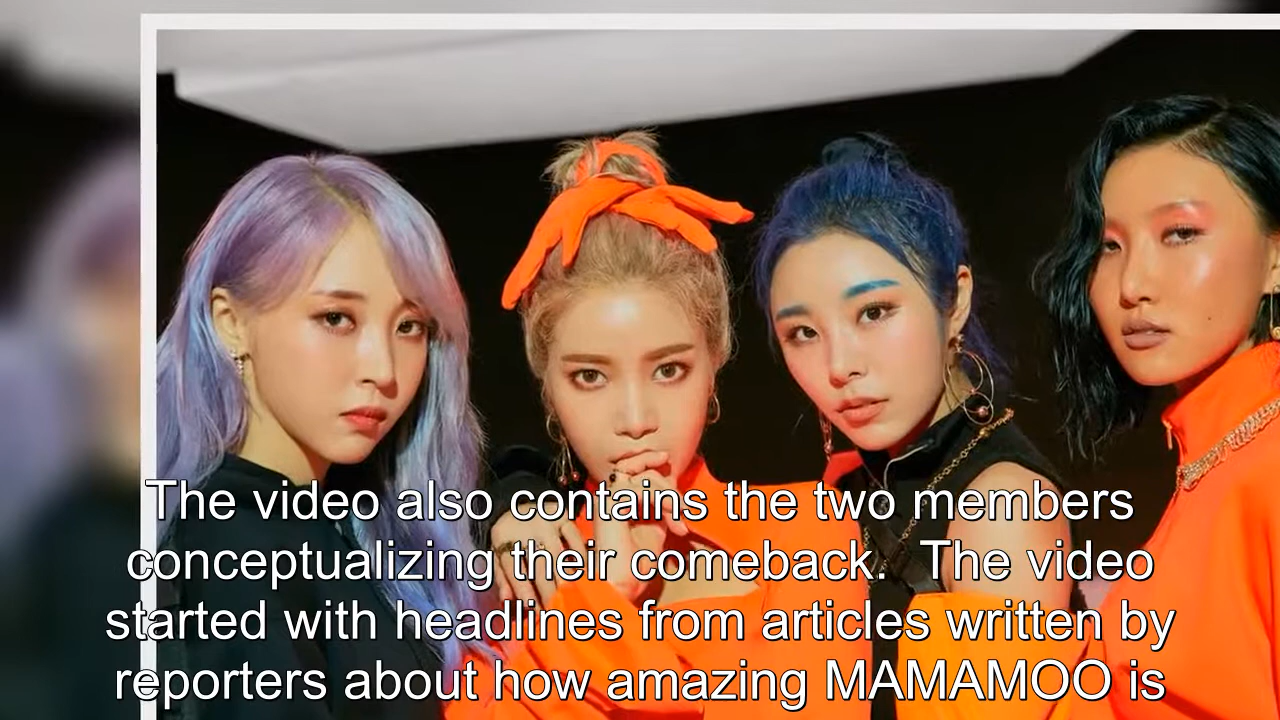 The video also contains the two members
conceptualizing their comeback.  The video
started with headlines from articles written by
reporters about how amazing MAMAMOO is